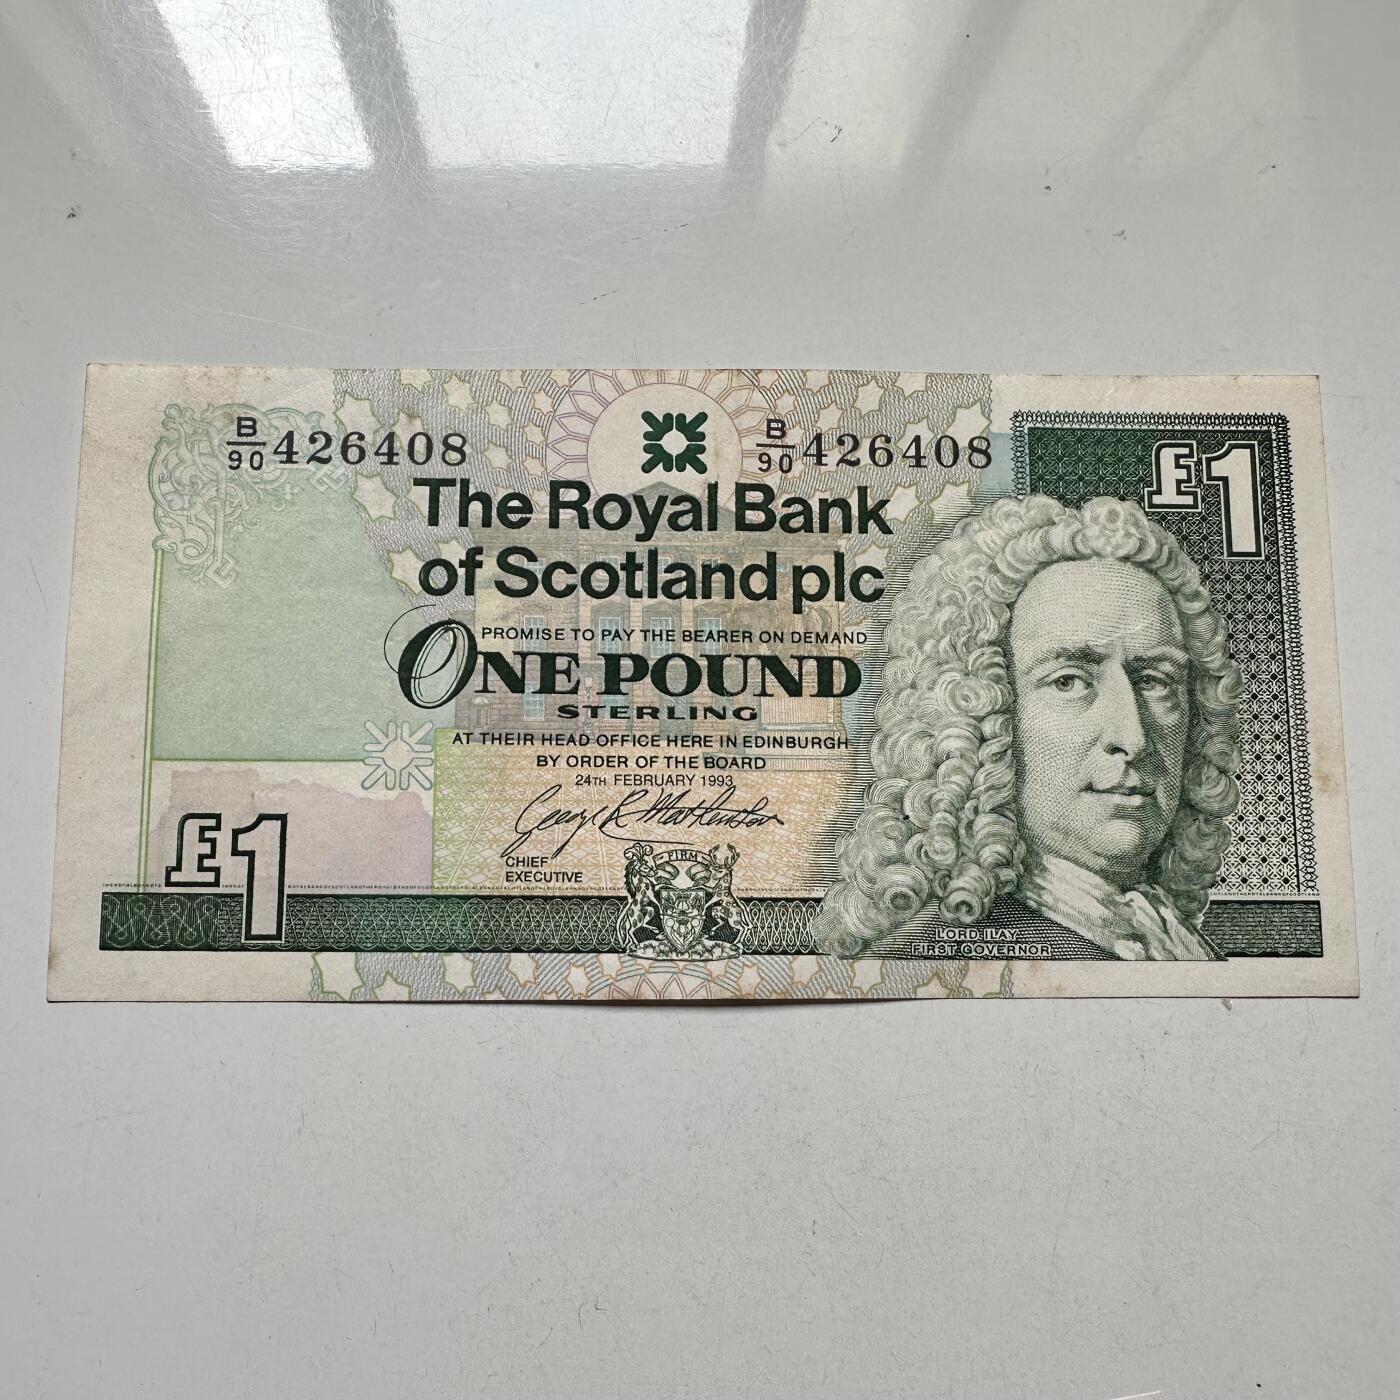 B/90 426408
B/90 426408
£1
The Royal Bank
of Scotland plc
PROMISE TO PAY THE BEARER ON DEMAND
ONE POUND
STERLING
AT THEIR HEAD OFFICE HERE IN EDINBURGH
BY ORDER OF THE BOARD
24TH FEBRUARY 1993
CHIEF
EXECUTIVE
£1
FIRM
LORD ILAY
FIRST GOVERNOR